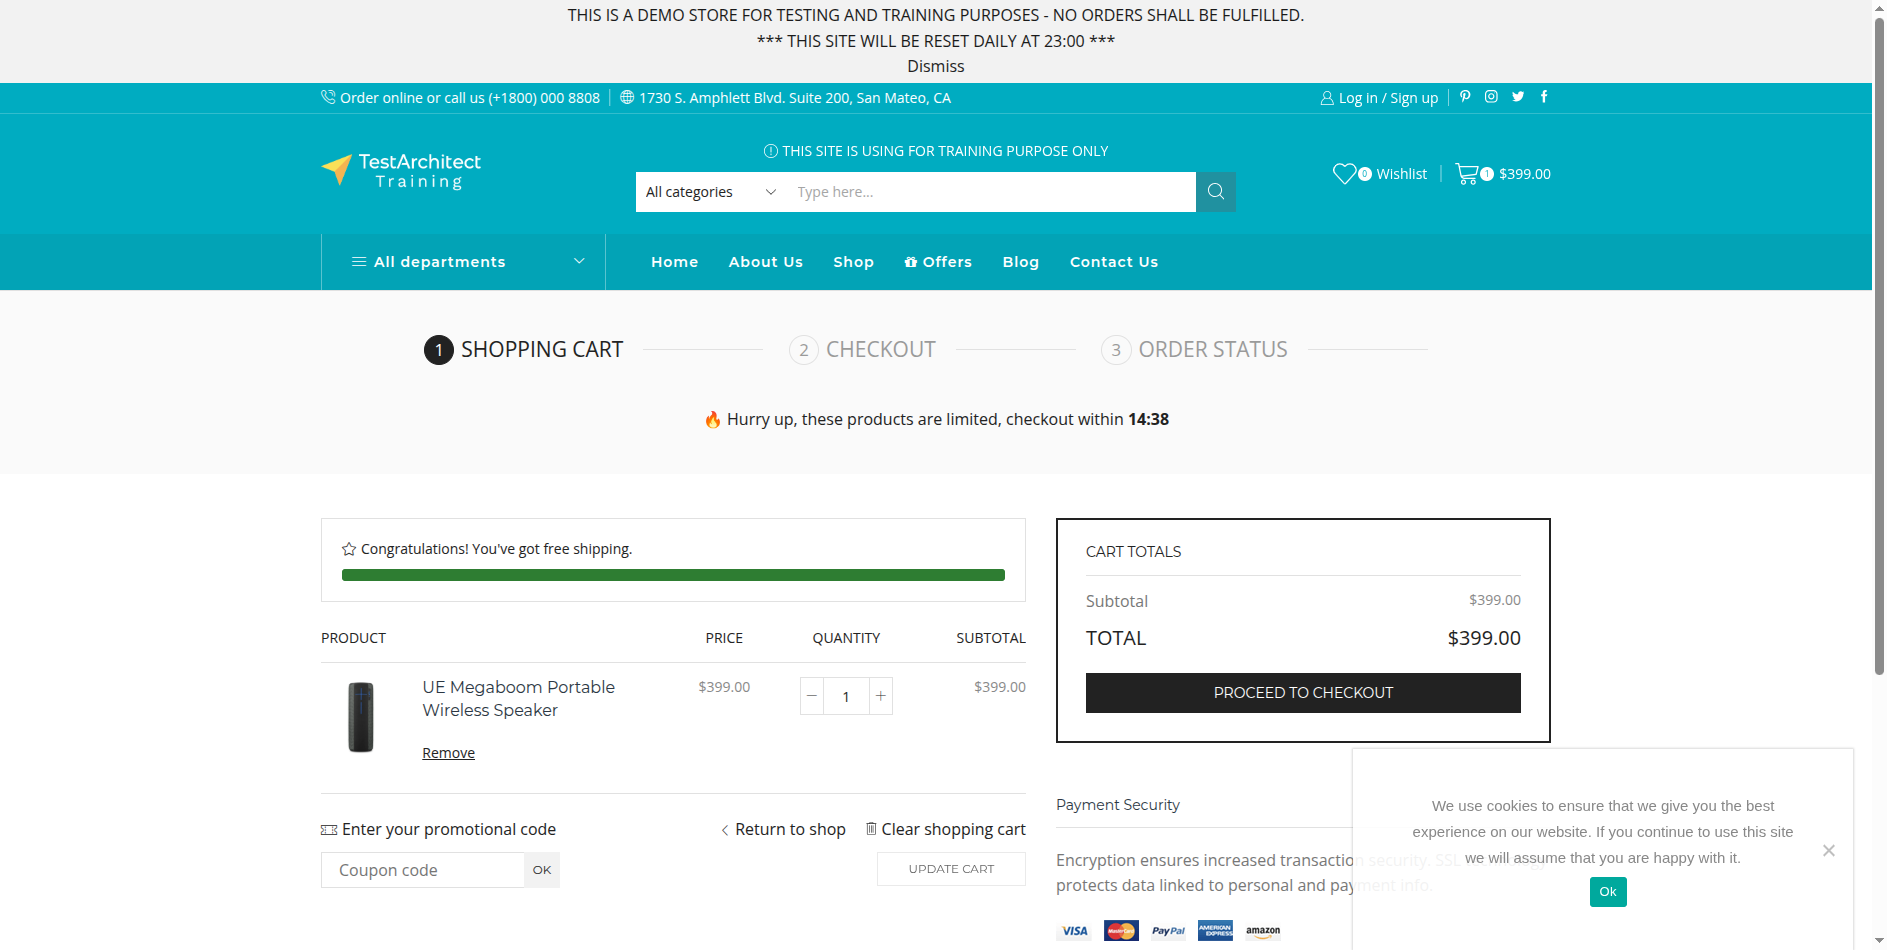 THIS IS A DEMO STORE FOR TESTING AND TRAINING PURPOSES - NO ORDERS SHALL BE FULFILLED.
*** THIS SITE WILL BE RESET DAILY AT 23:00 ***
Dismiss
Order online or call us (+1800) 000 8808
1730 S. Amphlett Blvd. Suite 200, San Mateo, CA
Log in / Sign up
TestArchitect
Training
THIS SITE IS USING FOR TRAINING PURPOSE ONLY
All categories
Type here...
0 Wishlist
1 $399.00
All departments
Home
About Us
Shop
Offers
Blog
Contact Us
1 SHOPPING CART
2 CHECKOUT
3 ORDER STATUS
🔥 Hurry up, these products are limited, checkout within 14:38
Congratulations! You've got free shipping.
PRODUCT PRICE QUANTITY SUBTOTAL
UE Megaboom Portable
Wireless Speaker
$399.00
− 1 +
$399.00
Remove
Enter your promotional code
Return to shop
Clear shopping cart
Coupon code
OK
UPDATE CART
CART TOTALS
Subtotal $399.00
TOTAL $399.00
PROCEED TO CHECKOUT
Payment Security
Encryption ensures increased transaction security. SSL
protects data linked to personal and payment info.
VISA
MasterCard
PayPal
AMERICAN EXPRESS
amazon
We use cookies to ensure that we give you the best
experience on our website. If you continue to use this site
we will assume that you are happy with it.
Ok